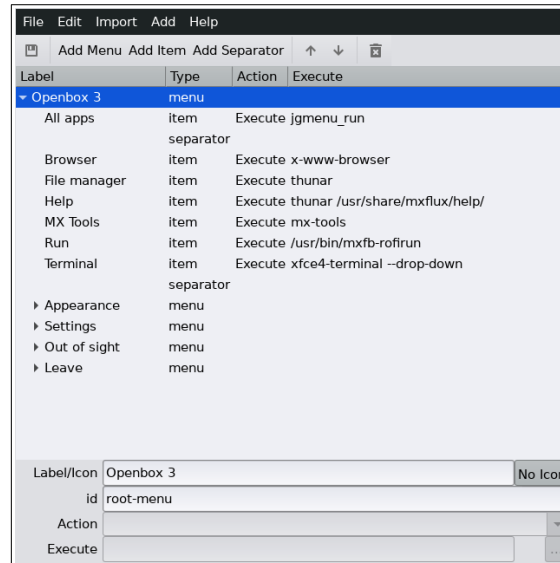 File Edit Import Add Help
Add Menu Add Item Add Separator
Label Type Action Execute
Openbox 3 menu
All apps item Execute jgmenu_run
separator
Browser item Execute x-www-browser
File manager item Execute thunar
Help item Execute thunar /usr/share/mxflux/help/
MX Tools item Execute mx-tools
Run item Execute /usr/bin/mxfb-rofirun
Terminal item Execute xfce4-terminal --drop-down
separator
Appearance menu
Settings menu
Out of sight menu
Leave menu
Label/Icon Openbox 3 No Icon
id root-menu
Action
Execute ...